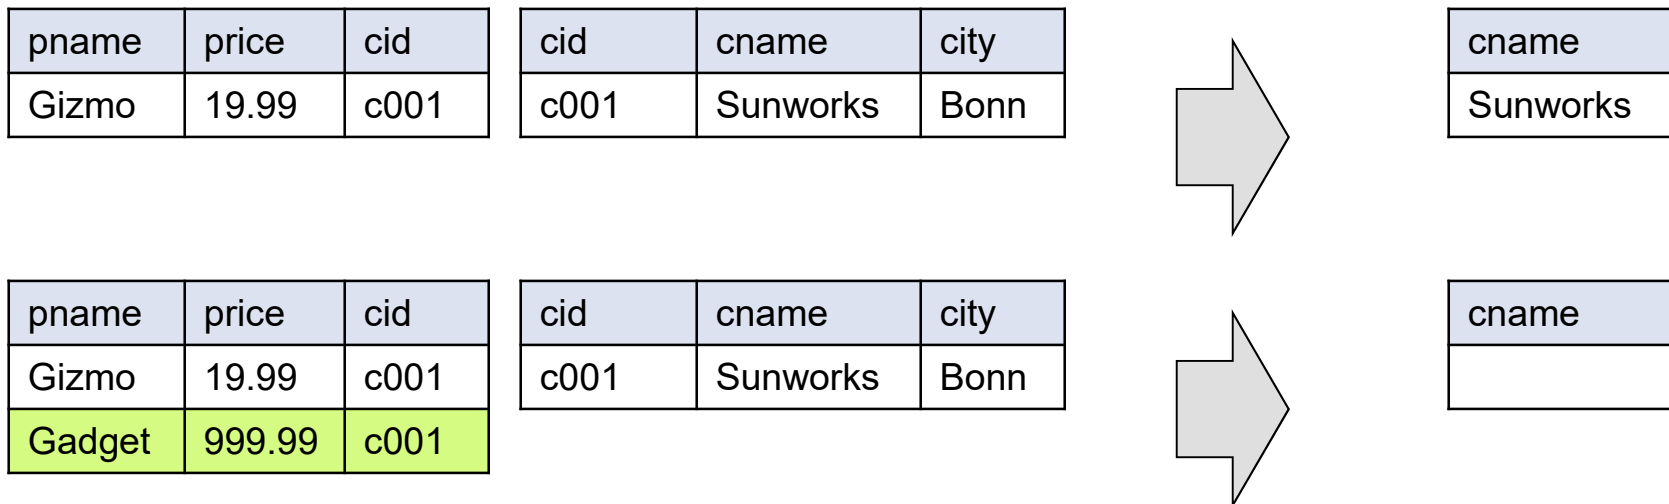 pname price cid cid cname city cname
Gizmo 19.99 c001 c001 Sunworks Bonn Sunworks
pname price cid cid cname city cname
Gizmo 19.99 c001 c001 Sunworks Bonn
Gadget 999.99 c001